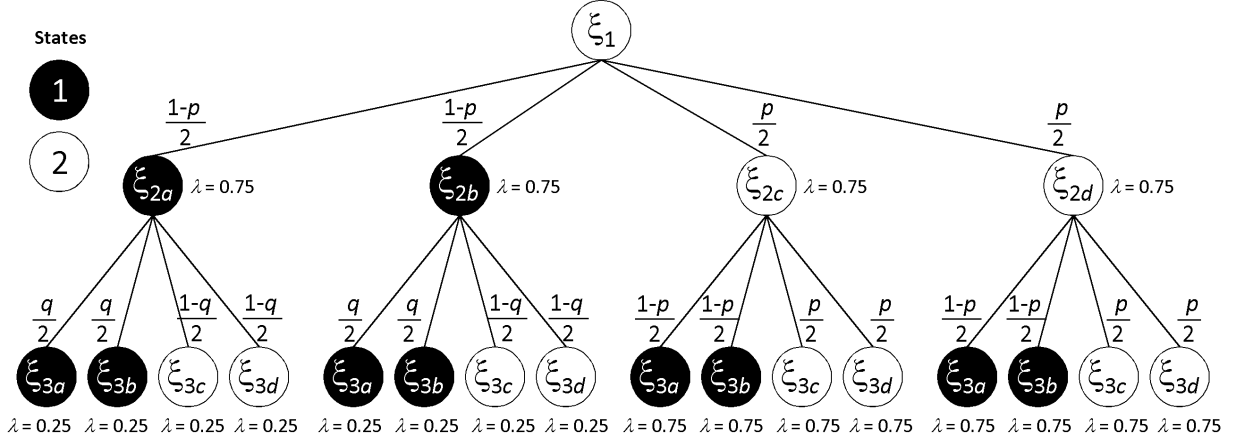 ξ1
States
1
2
1-p/2 1-p/2 p/2 p/2
ξ2a λ = 0.75 ξ2b λ = 0.75 ξ2c λ = 0.75 ξ2d λ = 0.75
q/2 q/2 1-q/2 1-q/2 q/2 q/2 1-q/2 1-q/2 1-p/2 1-p/2 p/2 p/2 1-p/2 1-p/2 p/2 p/2
ξ3a ξ3b ξ3c ξ3d ξ3a ξ3b ξ3c ξ3d ξ3a ξ3b ξ3c ξ3d ξ3a ξ3b ξ3c ξ3d
λ = 0.25 λ = 0.25 λ = 0.25 λ = 0.25 λ = 0.25 λ = 0.25 λ = 0.25 λ = 0.25 λ = 0.75 λ = 0.75 λ = 0.75 λ = 0.75 λ = 0.75 λ = 0.75 λ = 0.75 λ = 0.75